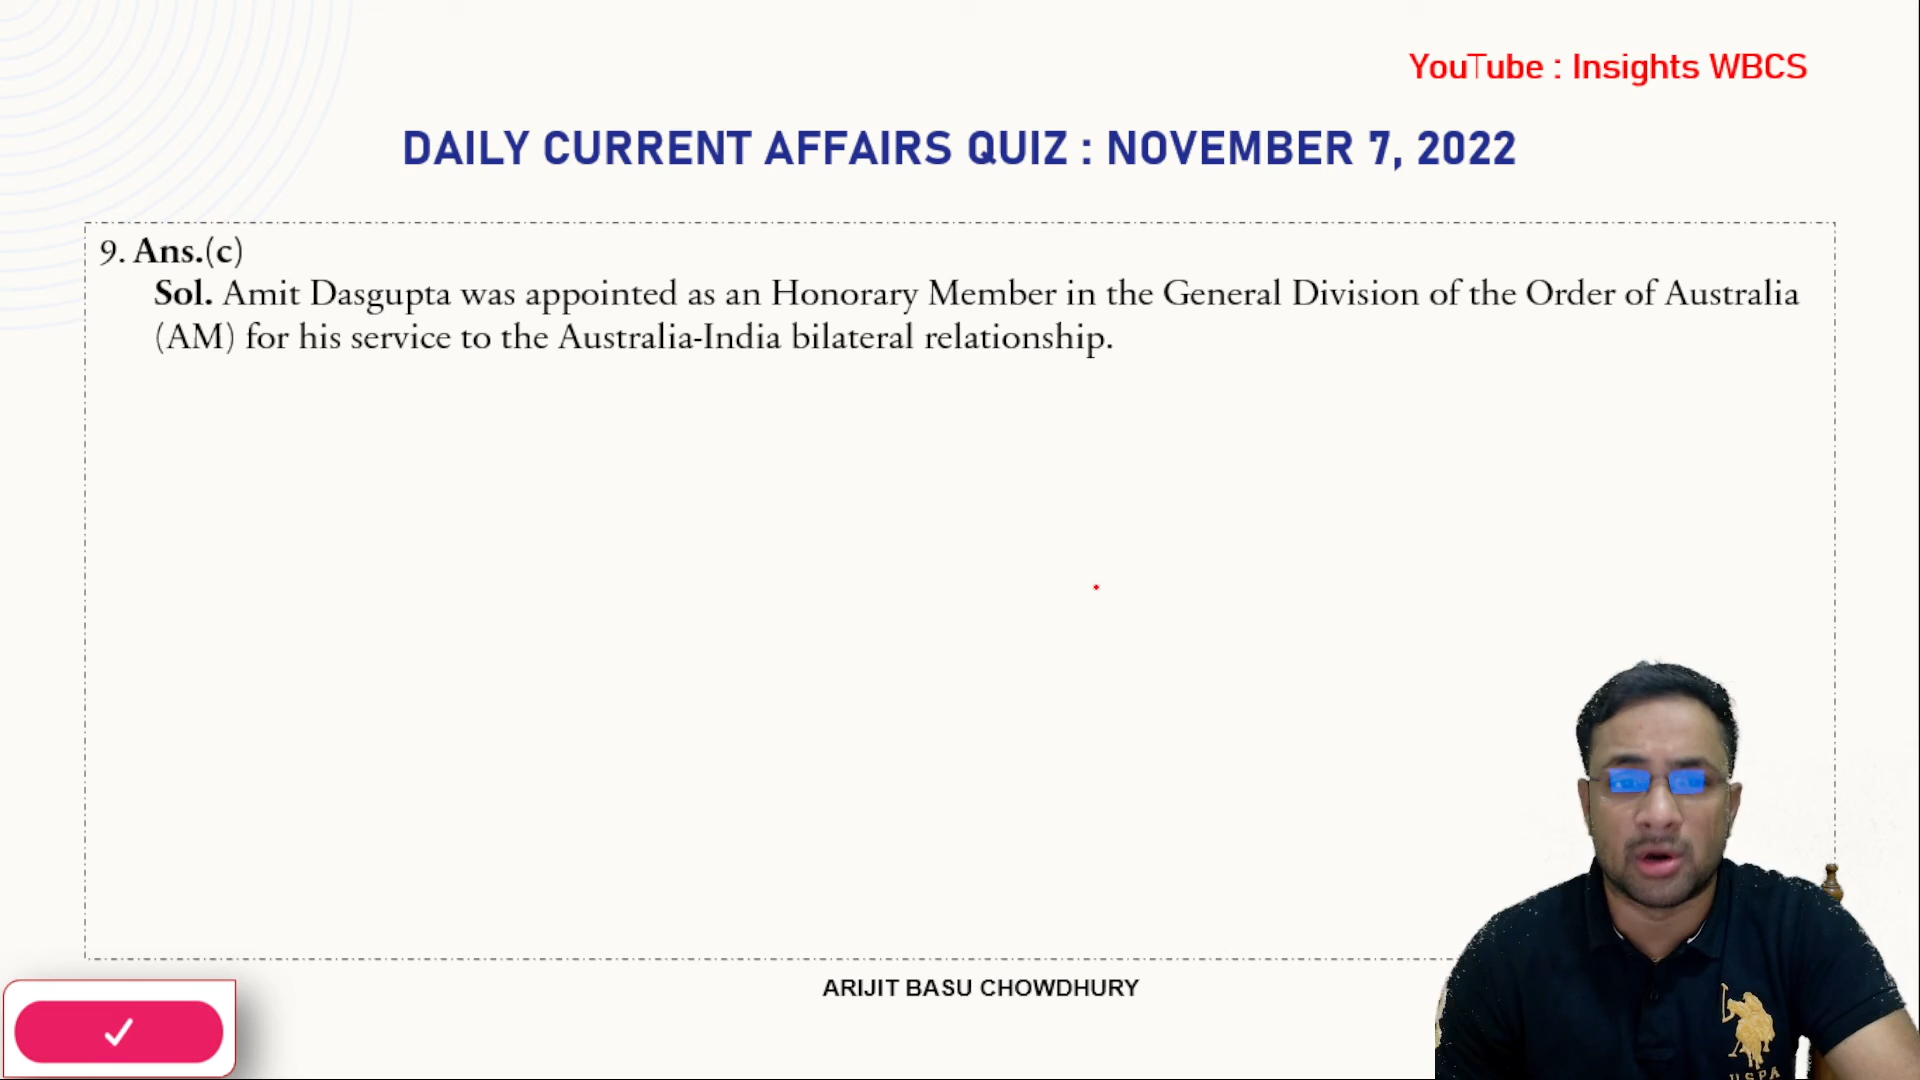 YouTube : Insights WBCS
DAILY CURRENT AFFAIRS QUIZ : NOVEMBER 7, 2022
9. Ans.(c)
Sol. Amit Dasgupta was appointed as an Honorary Member in the General Division of the Order of Australia
(AM) for his service to the Australia-India bilateral relationship.
ARIJIT BASU CHOWDHURY
USPA